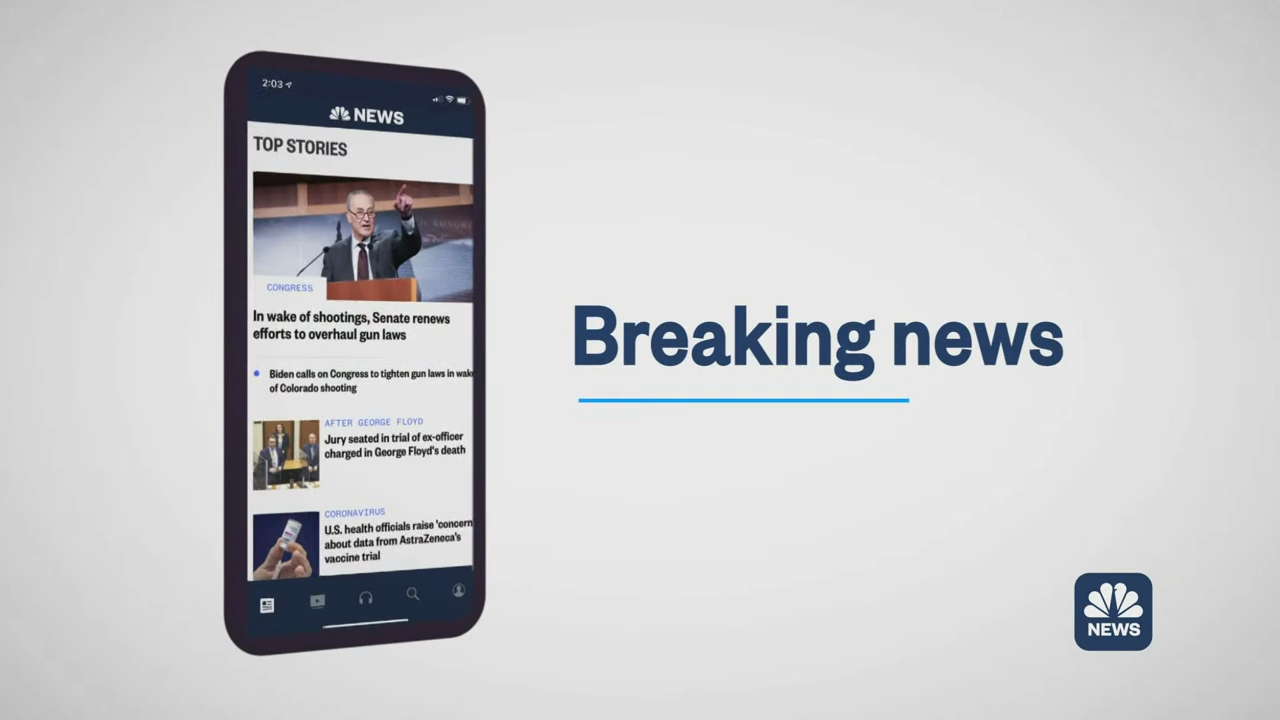 2:03
NEWS
TOP STORIES
CONGRESS
In wake of shootings, Senate renews
efforts to overhaul gun laws
Biden calls on Congress to tighten gun laws in wake
of Colorado shooting
AFTER GEORGE FLOYD
Jury seated in trial of ex-officer
charged in George Floyd's death
CORONAVIRUS
U.S. health officials raise 'concern
about data from AstraZeneca's
vaccine trial
Breaking news
NEWS